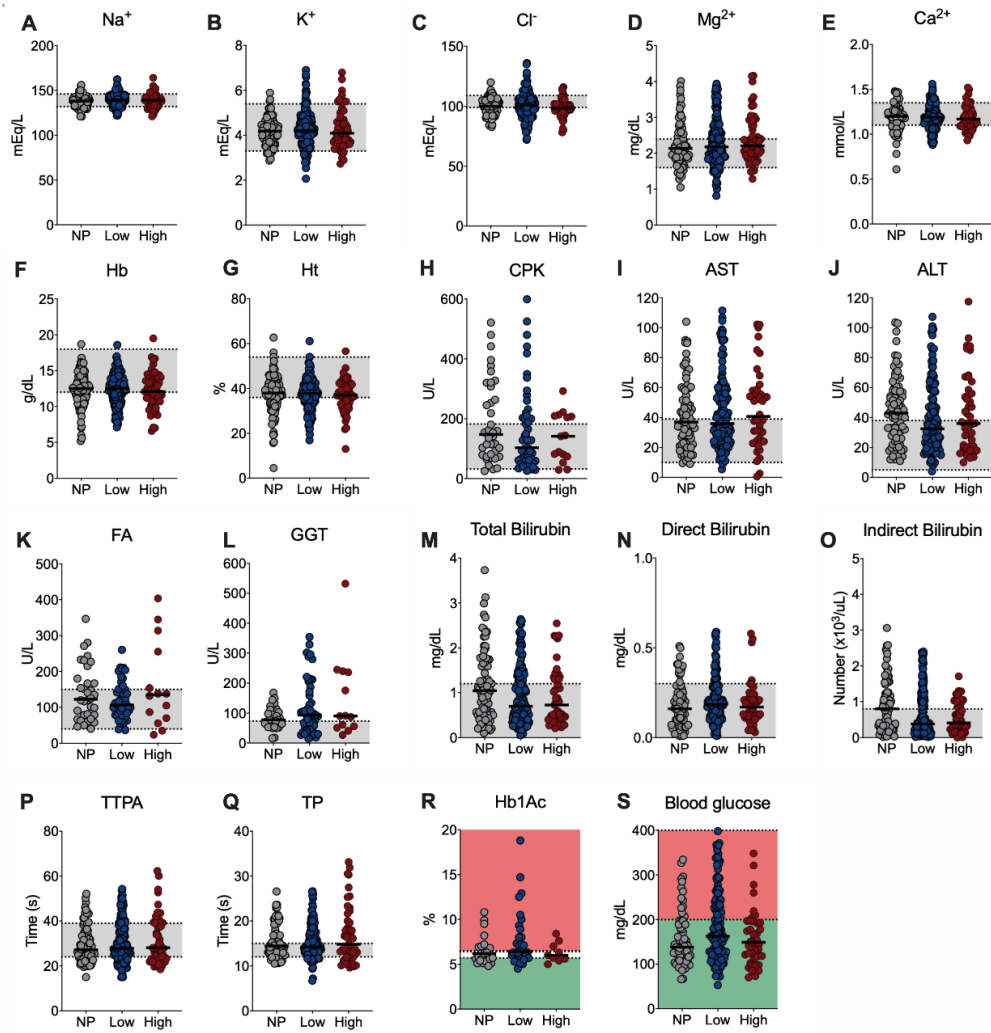 A Na+
200
150
100
50
0
mEq/L
NP Low High
B K+
8
6
4
2
0
mEq/L
NP Low High
C Cl-
150
100
50
0
mEq/L
NP Low High
D Mg2+
5
4
3
2
1
0
mg/dL
NP Low High
E Ca2+
2.0
1.6
1.2
0.8
0.4
0.0
mmol/L
NP Low High
F Hb
25
20
15
10
5
0
g/dL
NP Low High
G Ht
80
60
40
20
0
%
NP Low High
H CPK
600
400
200
0
U/L
NP Low High
I AST
120
100
80
60
40
20
0
U/L
NP Low High
J ALT
120
100
80
60
40
20
0
U/L
NP Low High
K FA
500
400
300
200
100
0
U/L
NP Low High
L GGT
600
500
400
300
200
100
0
U/L
NP Low High
M Total Bilirubin
4
3
2
1
0
mg/dL
NP Low High
N Direct Bilirubin
1.0
0.5
0.0
mg/dL
NP Low High
O Indirect Bilirubin
5
4
3
2
1
0
Number (x10³/uL)
NP Low High
P TTPA
80
60
40
20
0
Time (s)
NP Low High
Q TP
40
30
20
10
0
Time (s)
NP Low High
R Hb1Ac
20
15
10
5
0
%
NP Low High
S Blood glucose
400
300
200
100
0
mg/dL
NP Low High